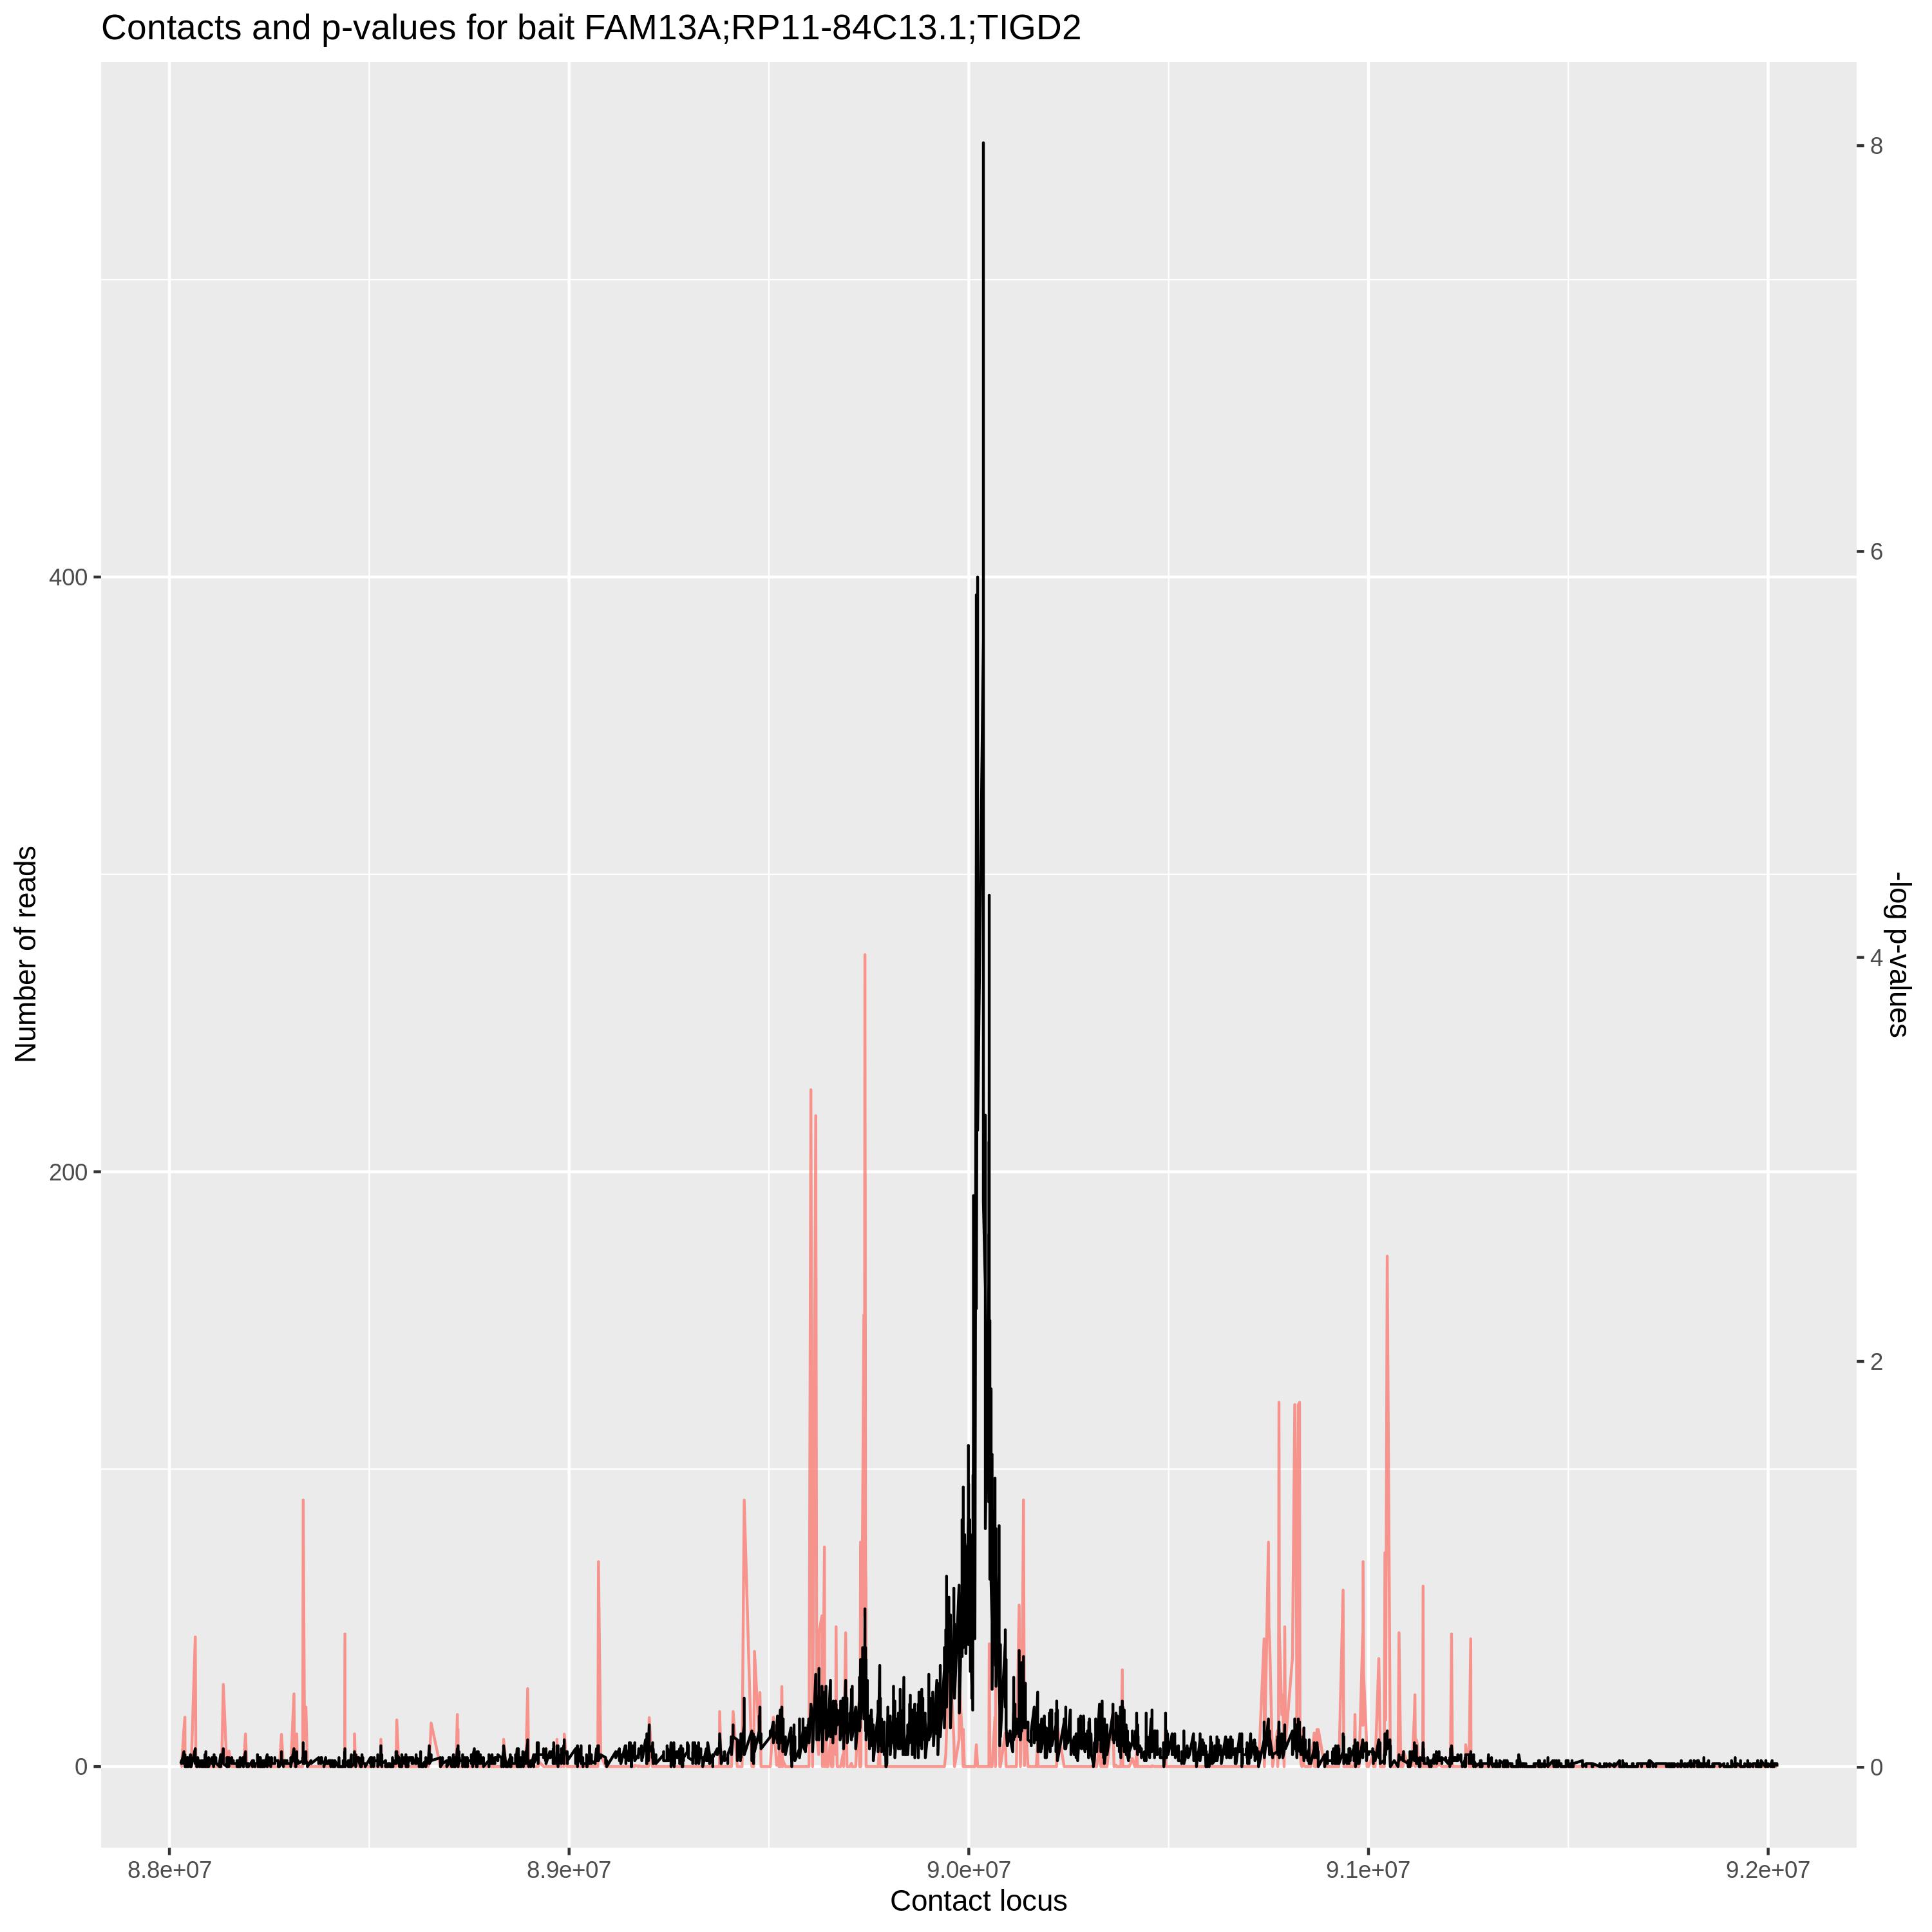 Contacts and p-values for bait FAM13A;RP11-84C13.1;TIGD2
8
6
400
4
Number of reads
-log p-values
200
2
0
0
8.8e+07 8.9e+07 9.0e+07 9.1e+07 9.2e+07
Contact locus